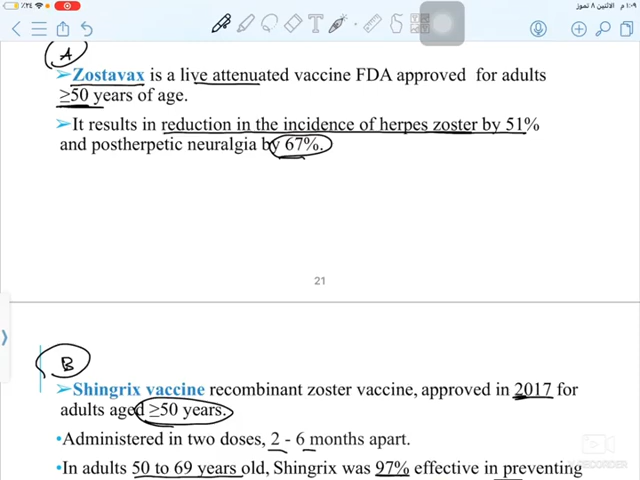 ٪٢٤
١:٠٩ م الاثنين ٨ تموز
T
A
➢Zostavax is a live attenuated vaccine FDA approved for adults
≥50 years of age.
➢It results in reduction in the incidence of herpes zoster by 51%
and postherpetic neuralgia by 67%.
21
B
➢Shingrix vaccine recombinant zoster vaccine, approved in 2017 for
adults aged ≥50 years.
•Administered in two doses, 2 - 6 months apart.
•In adults 50 to 69 years old, Shingrix was 97% effective in preventing
RECORDER